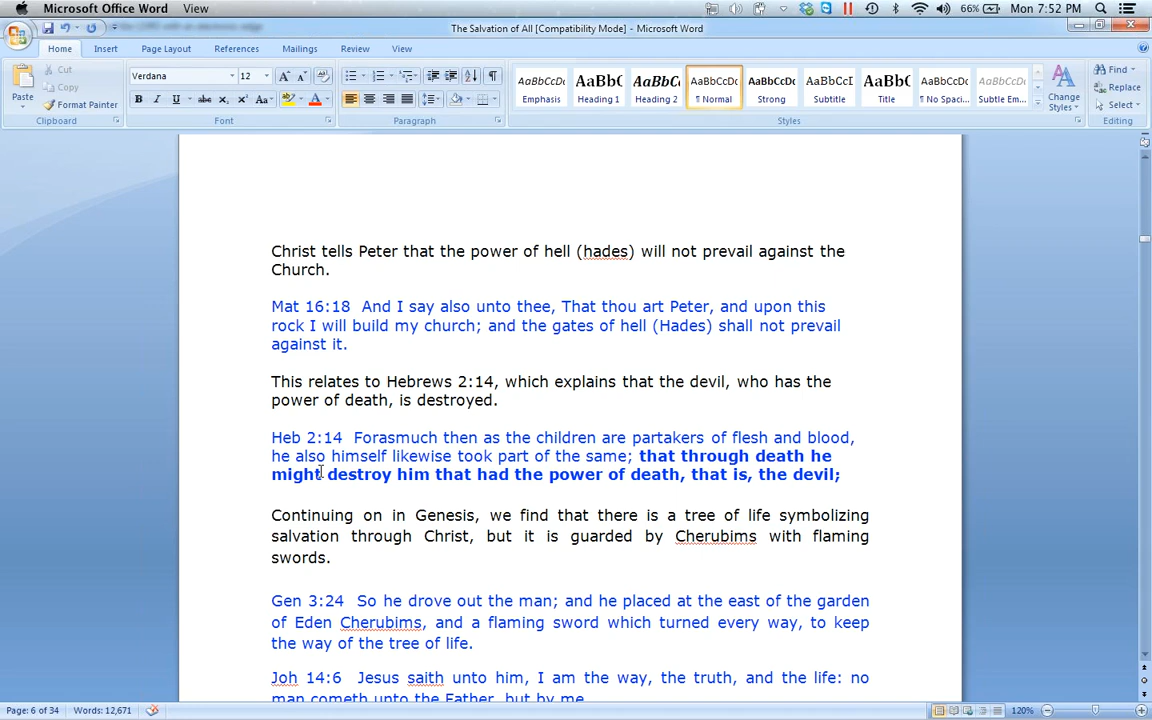 Microsoft Office Word View
66% Mon 7:52 PM
The Salvation of All [Compatibility Mode] - Microsoft Word
Home Insert Page Layout References Mailings Review View
Paste
Cut
Copy
Format Painter
Clipboard
Verdana 12
B I U abc X₂ X² Aa A
Font
Paragraph
AaBbCcDc AaBbC AaBbCc AaBbCcDc AaBbCcDc AaBbCcI AaBbC AaBbCcDc AaBbCcDc
Emphasis Heading 1 Heading 2 ¶ Normal Strong Subtitle Title ¶ No Spaci... Subtle Em...
Change
Styles
Styles
Find
Replace
Select
Editing
Christ tells Peter that the power of hell (hades) will not prevail against the
Church.
Mat 16:18 And I say also unto thee, That thou art Peter, and upon this
rock I will build my church; and the gates of hell (Hades) shall not prevail
against it.
This relates to Hebrews 2:14, which explains that the devil, who has the
power of death, is destroyed.
Heb 2:14 Forasmuch then as the children are partakers of flesh and blood,
he also himself likewise took part of the same; that through death he
might destroy him that had the power of death, that is, the devil;
Continuing on in Genesis, we find that there is a tree of life symbolizing
salvation through Christ, but it is guarded by Cherubims with flaming
swords.
Gen 3:24 So he drove out the man; and he placed at the east of the garden
of Eden Cherubims, and a flaming sword which turned every way, to keep
the way of the tree of life.
Joh 14:6 Jesus saith unto him, I am the way, the truth, and the life: no
man cometh unto the Father, but by me.
Page: 6 of 34 Words: 12,671
120%